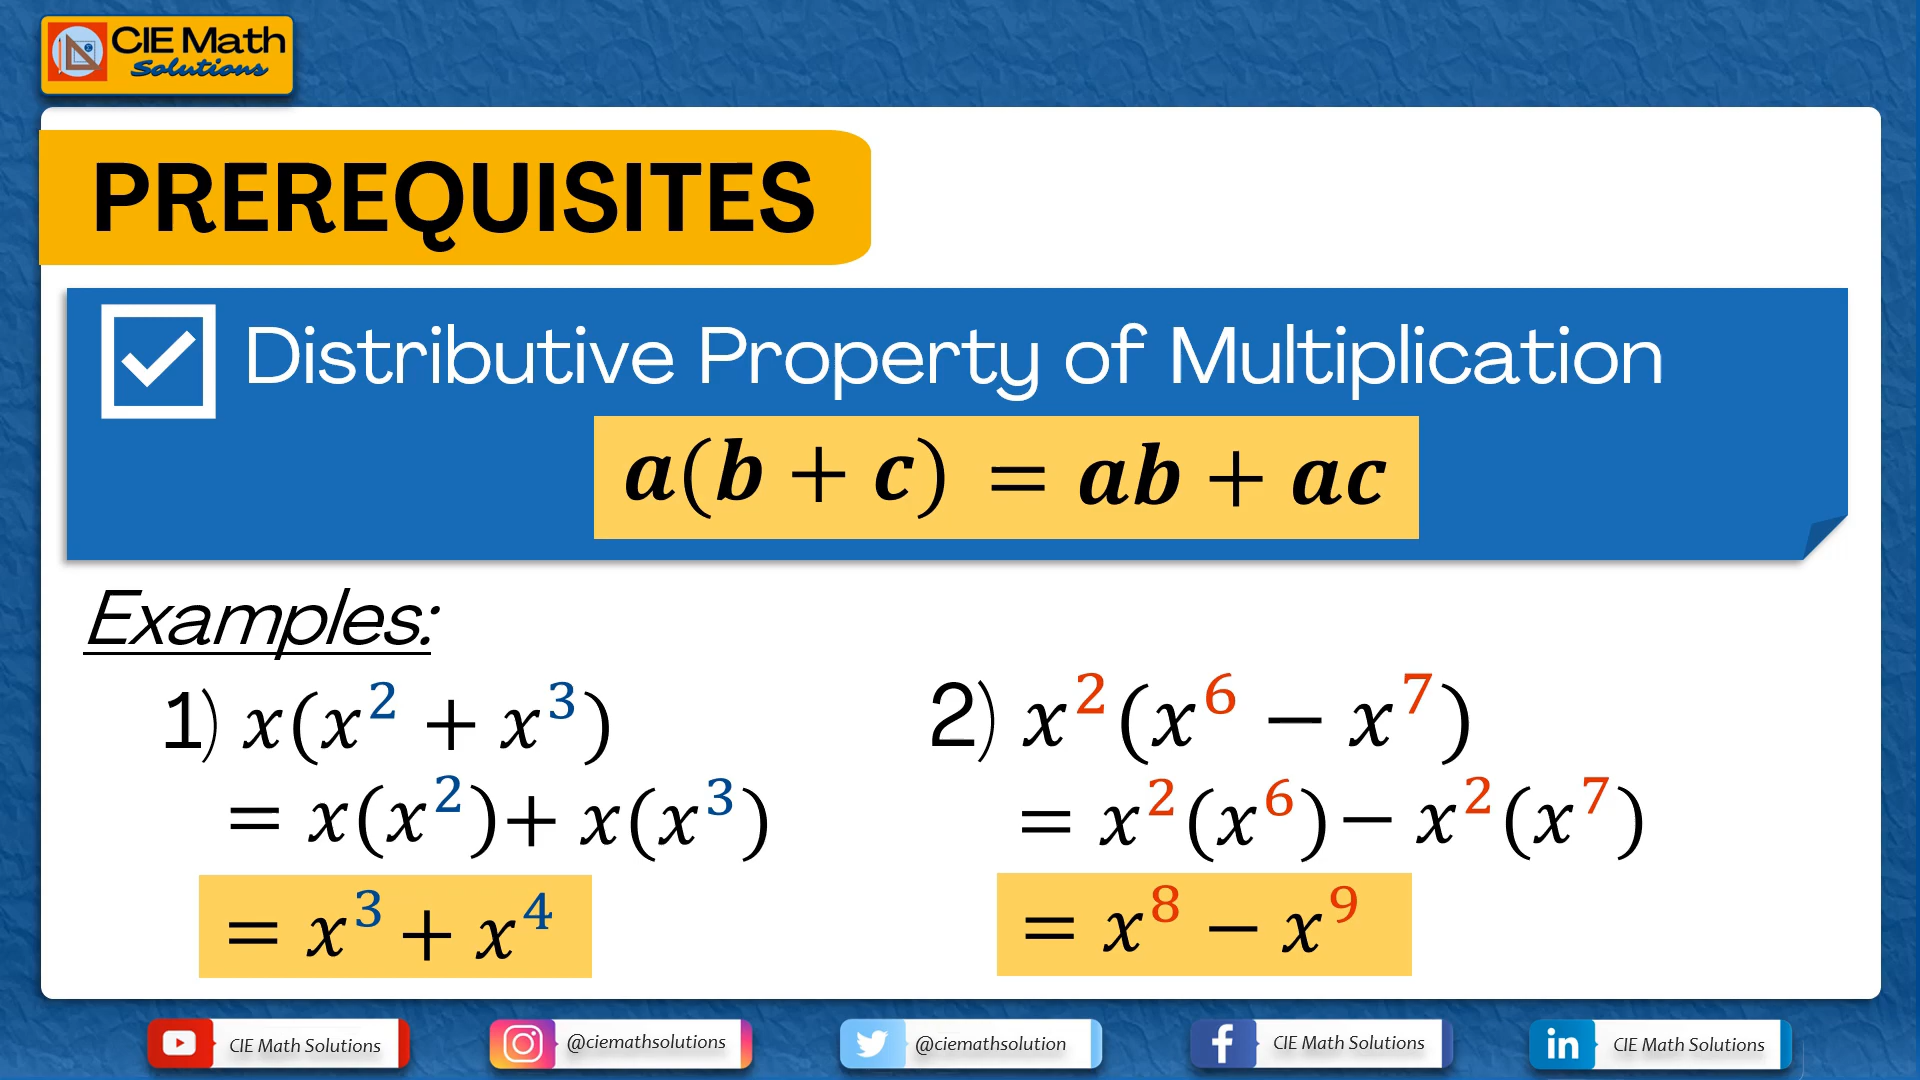 CIE Math
Solutions
PREREQUISITES
Distributive Property of Multiplication
a(b + c) = ab + ac
Examples:
1) x(x² + x³)
= x(x²)+ x(x³)
= x³ + x⁴
2) x²(x⁶ − x⁷)
= x²(x⁶)− x²(x⁷)
= x⁸ − x⁹
CIE Math Solutions
@ciemathsolutions
@ciemathsolution
CIE Math Solutions
in CIE Math Solutions